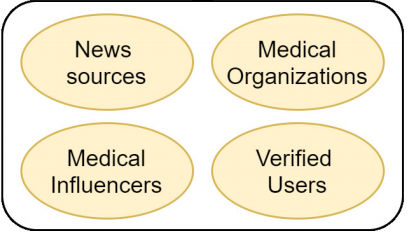 News
sources
Medical
Organizations
Medical
Influencers
Verified
Users